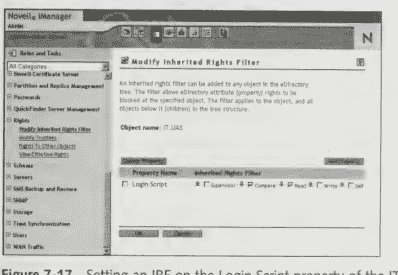 Novell® iManager
ADMIN
N
Roles and Tasks
All Categories
Novell Certificate Server
Partition and Replica Management
Passwords
QuickFinder Server Management
Rights
Modify Inherited Rights Filter
Modify Trustees
Rights To Other Objects
View Effective Rights
Schema
Servers
SMS Backup and Restore
SNMP
Storage
Time Synchronization
Users
WAN Traffic
Modify Inherited Rights Filter
An inherited rights filter can be added to any object in the eDirectory
tree. The filter allows eDirectory attribute (property) rights to be
blocked at the specified object. The filter applies to the object, and all
objects below it (children) in the tree structure.
Object name: IT.UAS
Delete Property
Add Property
Property Name Inherited Rights Filter
Login Script Supervisor Compare Read Write Self
OK Cancel
Figure 7-17 Setting an IRF on the Login Script property of the IT